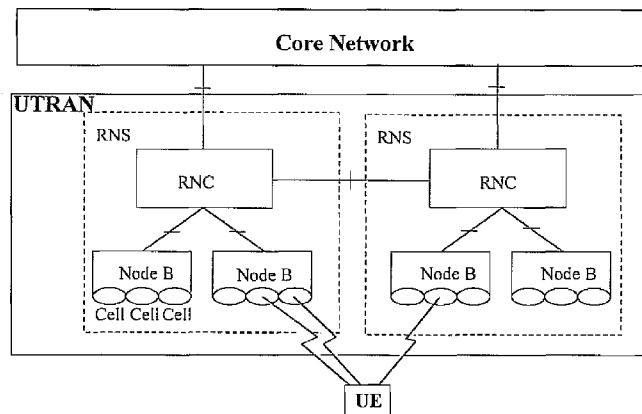 Core Network
UTRAN
RNS
RNS
RNC
RNC
Node B
Node B
Node B
Node B
Cell Cell Cell
UE